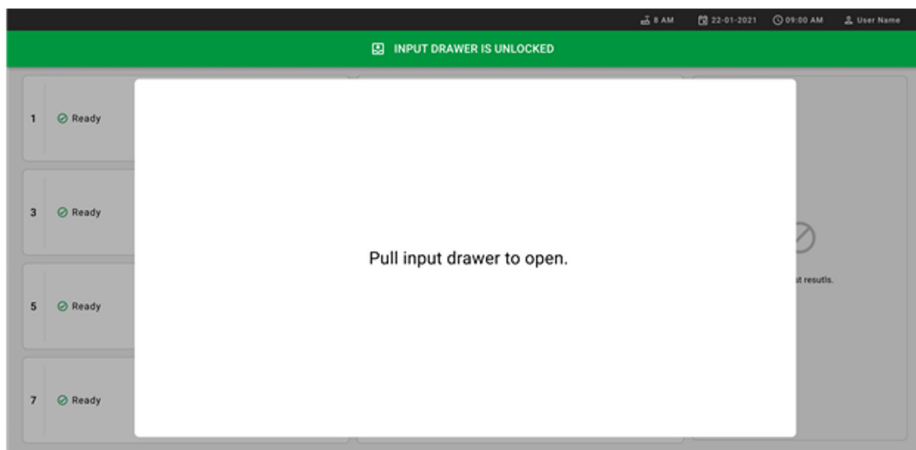 8 AM 22-01-2021 09:00 AM User Name
INPUT DRAWER IS UNLOCKED
1 Ready
3 Ready
Pull input drawer to open.
st resutls.
5 Ready
7 Ready